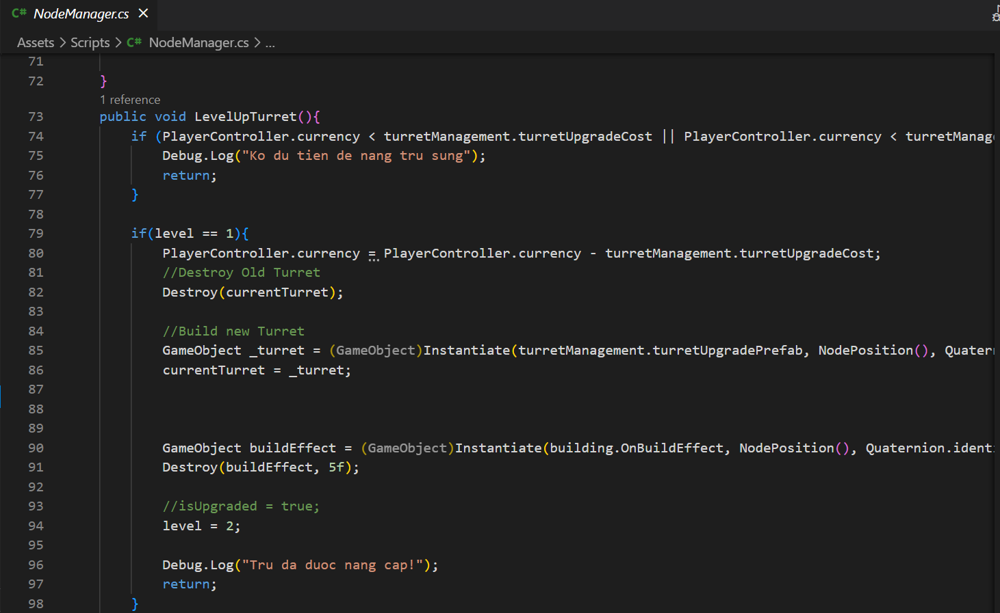 C# NodeManager.cs ×
Assets > Scripts > C# NodeManager.cs > ...
71
72 }
1 reference
73 public void LevelUpTurret(){
74 if (PlayerController.currency < turretManagement.turretUpgradeCost || PlayerController.currency < turretManag
75 Debug.Log("Ko du tien de nang tru sung");
76 return;
77 }
78
79 if(level == 1){
80 PlayerController.currency = PlayerController.currency - turretManagement.turretUpgradeCost;
81 //Destroy Old Turret
82 Destroy(currentTurret);
83
84 //Build new Turret
85 GameObject _turret = (GameObject)Instantiate(turretManagement.turretUpgradePrefab, NodePosition(), Quater
86 currentTurret = _turret;
87
88
89
90 GameObject buildEffect = (GameObject)Instantiate(building.OnBuildEffect, NodePosition(), Quaternion.ident
91 Destroy(buildEffect, 5f);
92
93 //isUpgraded = true;
94 level = 2;
95
96 Debug.Log("Tru da duoc nang cap!");
97 return;
98 }